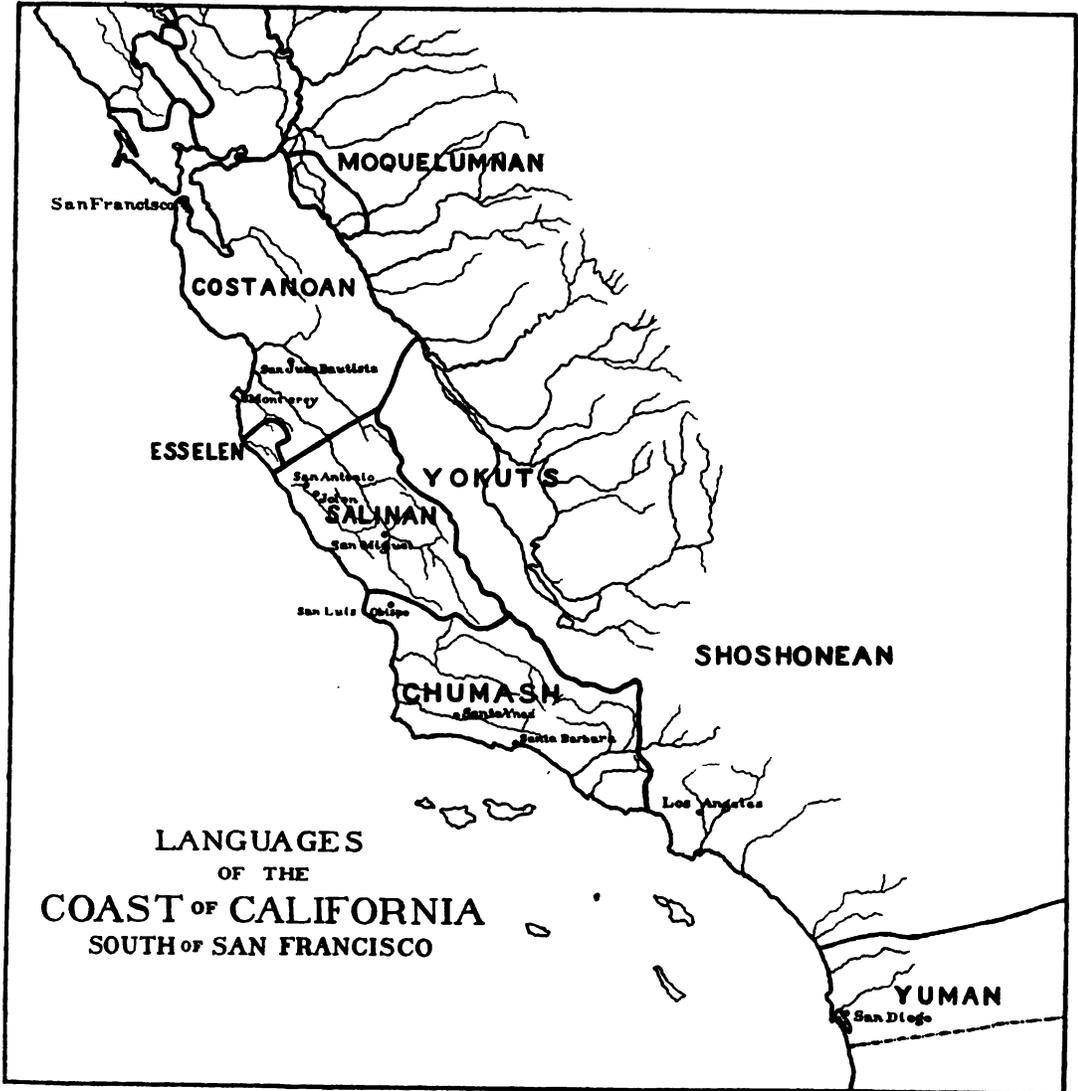 MOQUELUMNAN
San Francisco
COSTANOAN
San Juan Bautista
Monterey
ESSELEN
YOKUTS
San Antonio
Jolon
SALINAN
San Miguel
San Luis Obispo
SHOSHONEAN
CHUMASH
Santa Ynez
Santa Barbara
Los Angeles
LANGUAGES
OF THE
COAST OF CALIFORNIA
SOUTH OF SAN FRANCISCO
YUMAN
San Diego